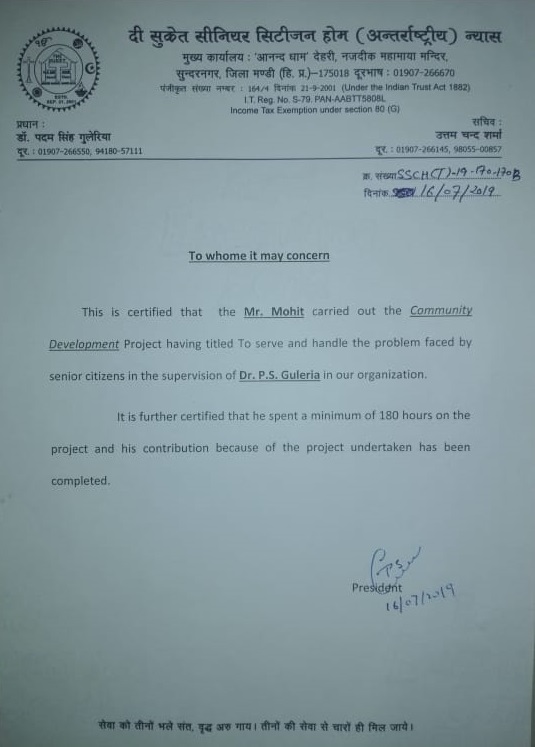 दी सुकेत सीनियर सिटीजन होम (अन्तर्राष्ट्रीय) न्यास
मुख्य कार्यालय : 'आनन्द धाम' देहरी, नजदीक महामाया मन्दिर,
सुन्दरनगर, जिला मण्डी (हि. प्र.)–175018 दूरभाष : 01907-266670
पंजीकृत संख्या नम्बर : 164/4 दिनांक 21-9-2001 (Under the Indian Trust Act 1882)
I.T. Reg. No. S-79. PAN-AABTT5808L
Income Tax Exemption under section 80 (G)
प्रधान :
डॉ. पदम सिंह गुलेरिया
दूर. : 01907-266550, 94180-57111
सचिव :
उत्तम चन्द शर्मा
दूर. : 01907-266145, 98055-00857
क्र. संख्या SSCH(T)-19-170-170B
दिनांक 16/07/2019
To whome it may concern
This is certified that the Mr. Mohit carried out the Community
Development Project having titled To serve and handle the problem faced by
senior citizens in the supervision of Dr. P.S. Guleria in our organization.
It is further certified that he spent a minimum of 180 hours on the
project and his contribution because of the project undertaken has been
completed.
President
16/07/2019
सेवा को तीनों भले संत, वृद्ध अरु गाय। तीनों की सेवा से चारों ही मिल जाये।